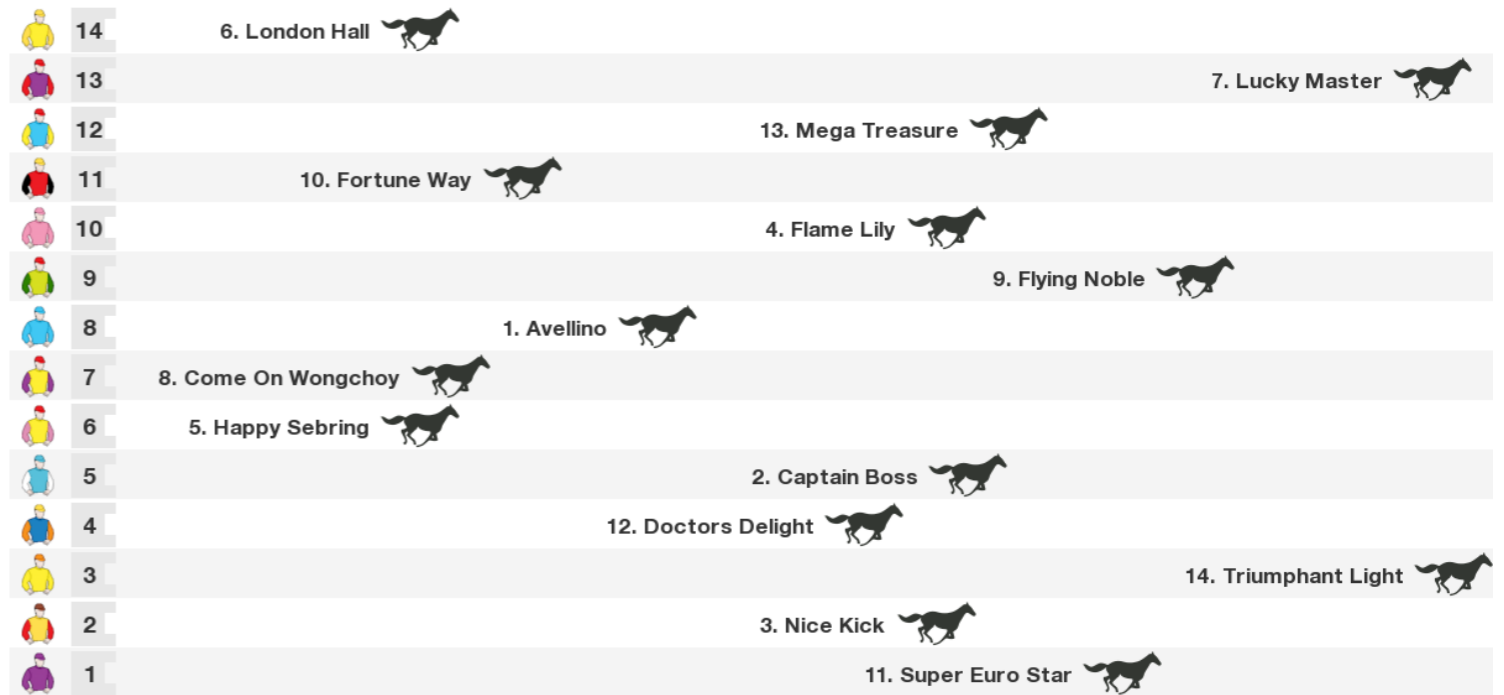 14 6. London Hall
13 7. Lucky Master
12 13. Mega Treasure
11 10. Fortune Way
10 4. Flame Lily
9 9. Flying Noble
8 1. Avellino
7 8. Come On Wongchoy
6 5. Happy Sebring
5 2. Captain Boss
4 12. Doctors Delight
3 14. Triumphant Light
2 3. Nice Kick
1 11. Super Euro Star